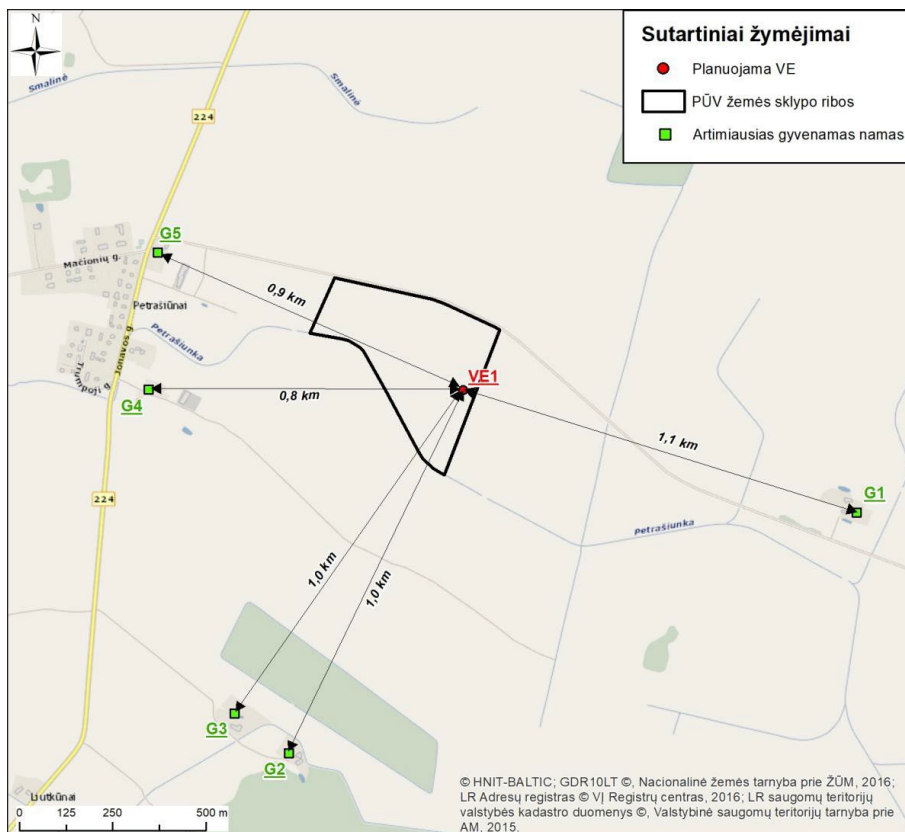 N
Sutartiniai žymėjimai
Planuojama VE
PŪV žemės sklypo ribos
Artimiausias gyvenamas namas
Smalinė
Smalinė
224
G5
Mačionių g.
0,9 km
Petrašiūnai
Petrašiunka
Jonavos g.
Trumpoji g.
VE1
G4
0,8 km
1,1 km
G1
224
Petrašiunka
1,0 km
1,0 km
G3
G2
Liutkūnai
0 125 250 500 m
© HNIT-BALTIC; GDR10LT ©, Nacionalinė žemės tarnyba prie ŽŪM, 2016;
LR Adresų registras © VĮ Registrų centras, 2016; LR saugomų teritorijų
valstybės kadastro duomenys ©, Valstybinė saugomų teritorijų tarnyba prie
AM, 2015.